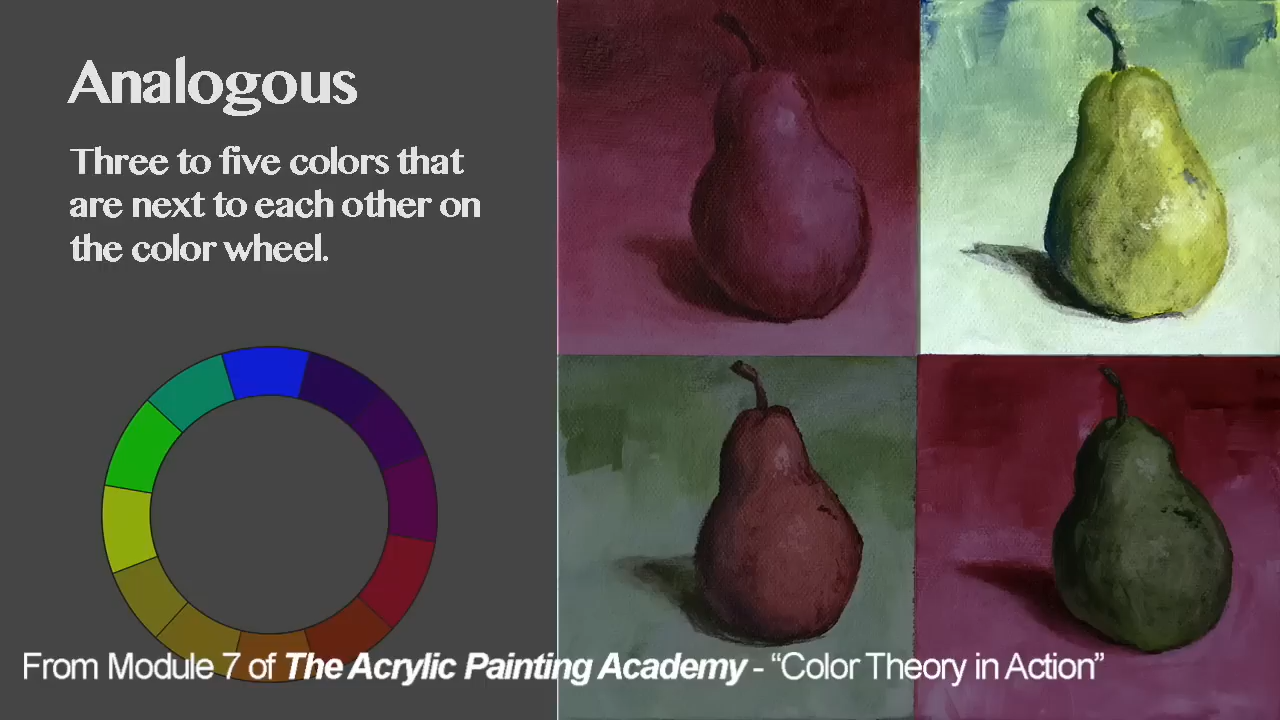 Analogous
Three to five colors that
are next to each other on
the color wheel.
From Module 7 of The Acrylic Painting Academy - “Color Theory in Action”